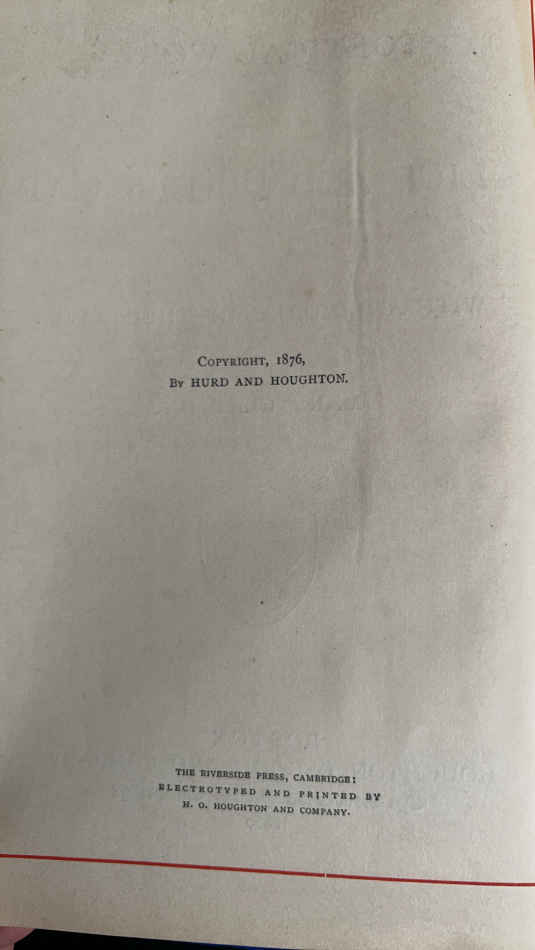 COPYRIGHT, 1876,
By HURD AND HOUGHTON.
THE RIVERSIDE PRESS, CAMBRIDGE:
ELECTROTYPED AND PRINTED BY
H. O. HOUGHTON AND COMPANY.